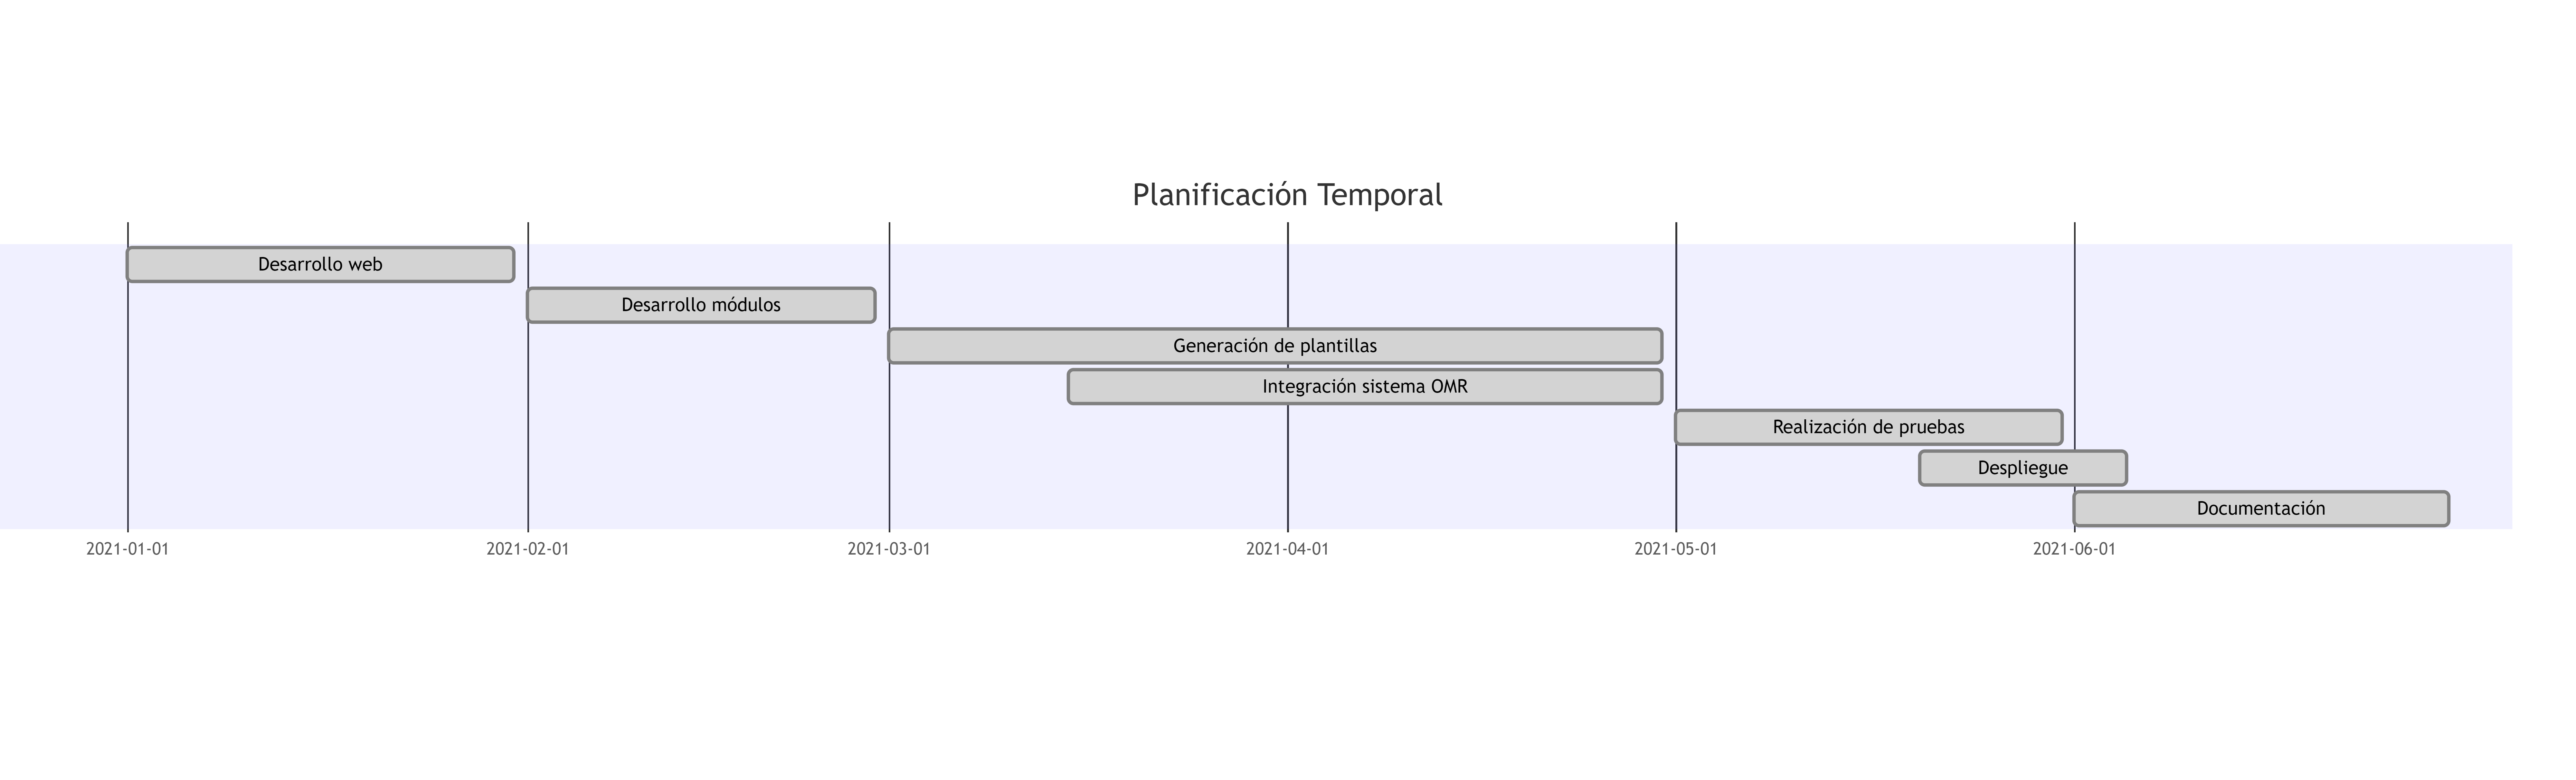 Planificación Temporal
Desarrollo web
Desarrollo módulos
Generación de plantillas
Integración sistema OMR
Realización de pruebas
Despliegue
Documentación
2021-01-01
2021-02-01
2021-03-01
2021-04-01
2021-05-01
2021-06-01